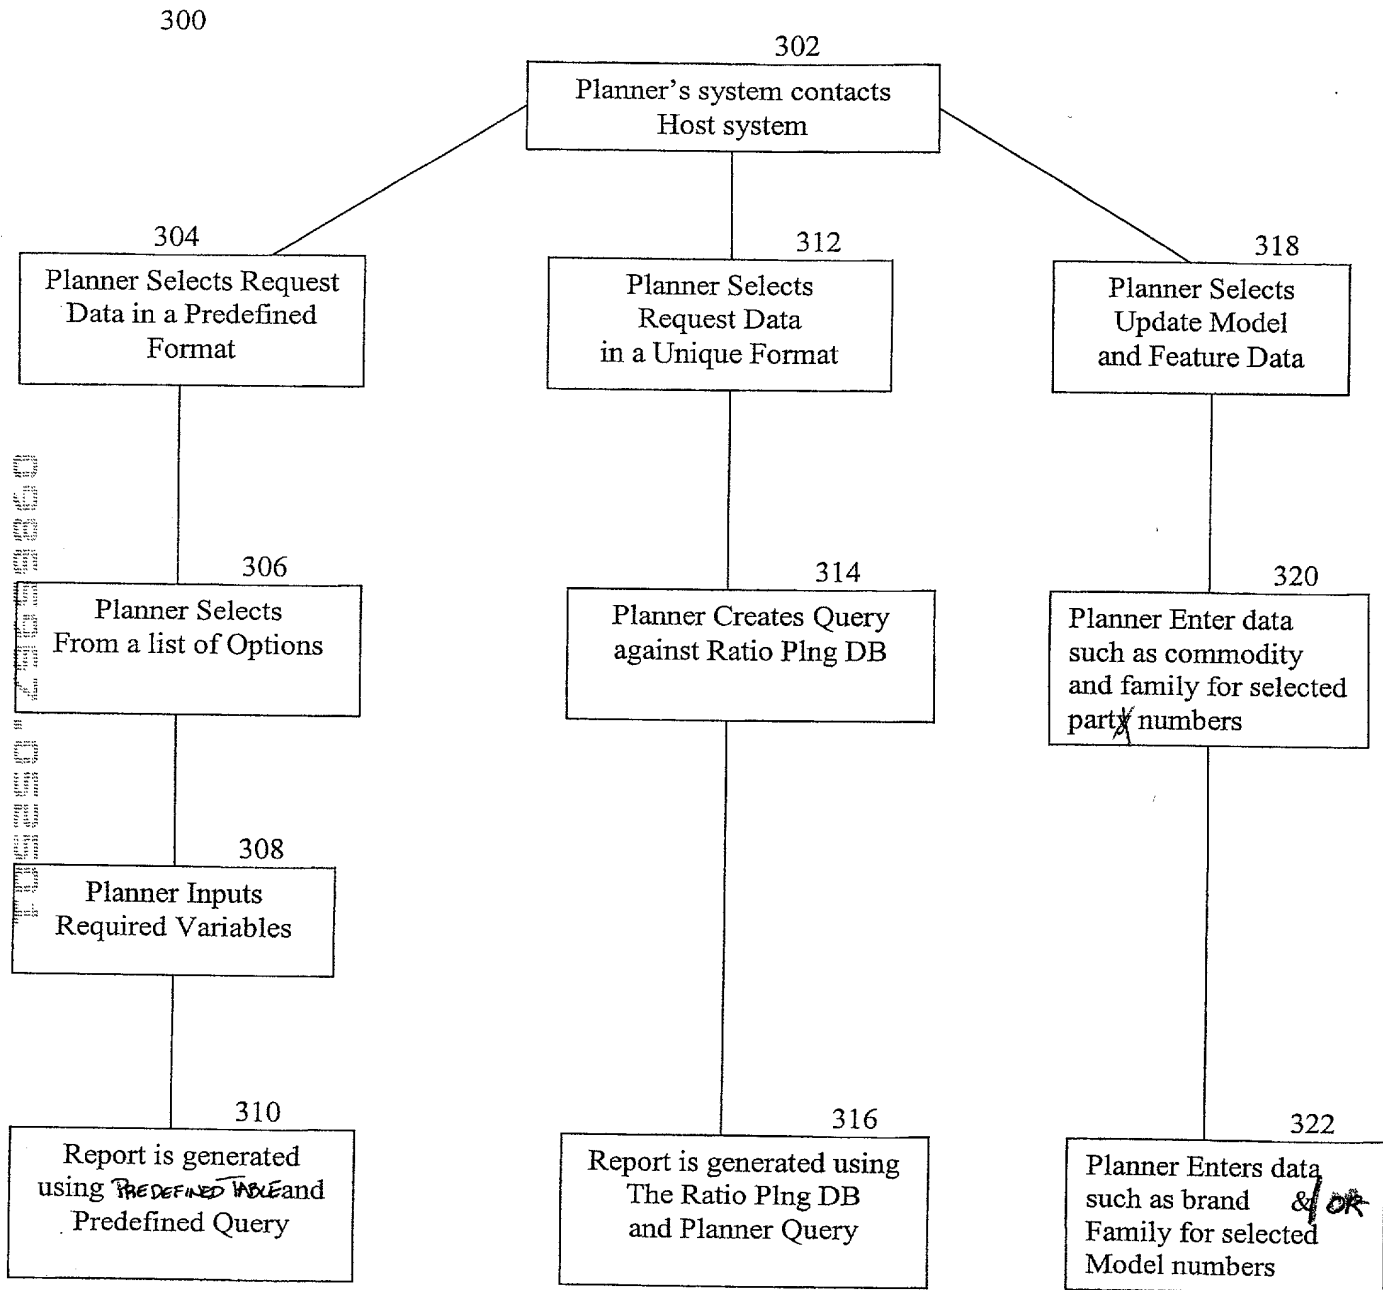 300
302
Planner's system contacts
Host system
304
Planner Selects Request
Data in a Predefined
Format
306
Planner Selects
From a list of Options
308
Planner Inputs
Required Variables
310
Report is generated
using PREDEFINED TABLE and
Predefined Query
312
Planner Selects
Request Data
in a Unique Format
314
Planner Creates Query
against Ratio Plng DB
316
Report is generated using
The Ratio Plng DB
and Planner Query
318
Planner Selects
Update Model
and Feature Data
320
Planner Enter data
such as commodity
and family for selected
part numbers
322
Planner Enters data
such as brand &/OR
Family for selected
Model numbers